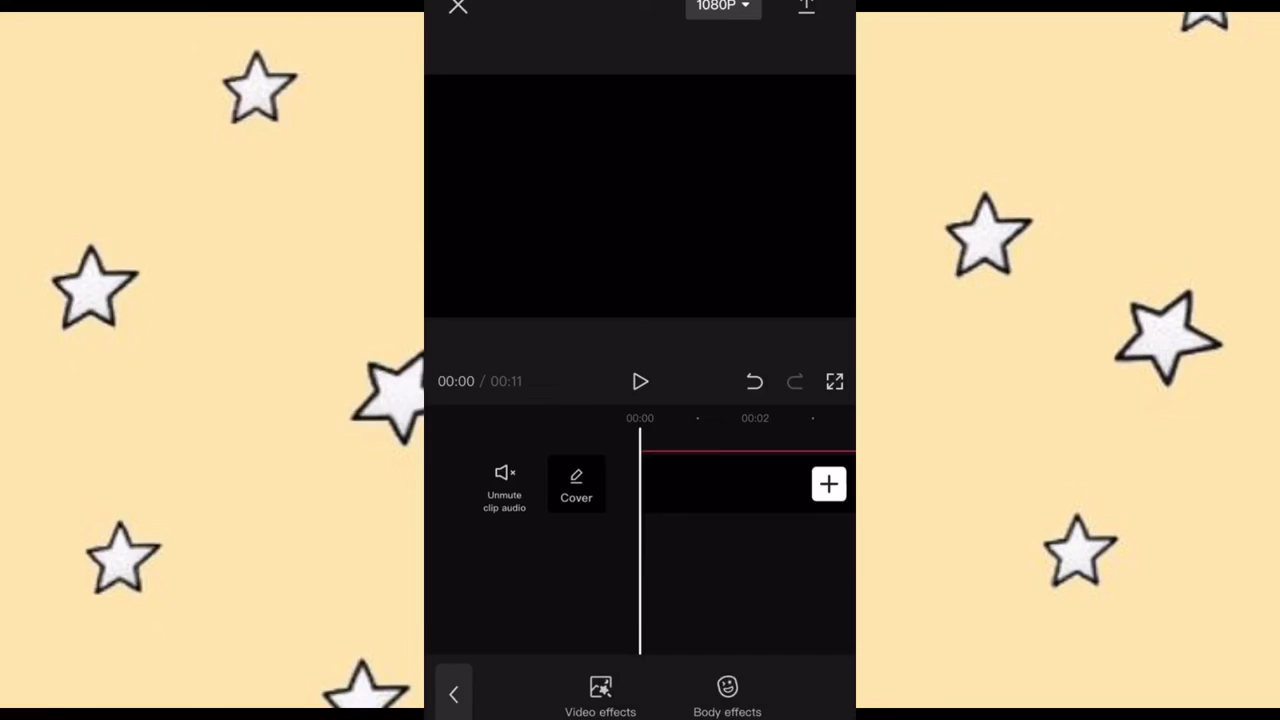 1080P
00:00 / 00:11
00:00
00:02
Unmute
clip audio
Cover
Video effects
Body effects